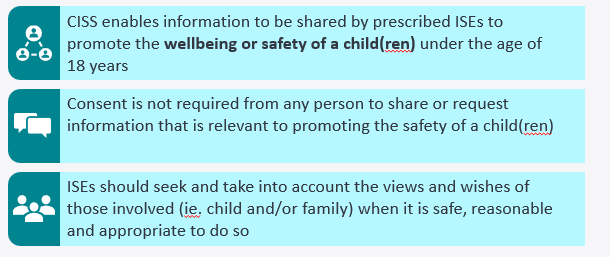 CISS enables information to be shared by prescribed ISEs to
promote the wellbeing or safety of a child(ren) under the age of
18 years
Consent is not required from any person to share or request
information that is relevant to promoting the safety of a child(ren)
ISEs should seek and take into account the views and wishes of
those involved (ie. child and/or family) when it is safe, reasonable
and appropriate to do so